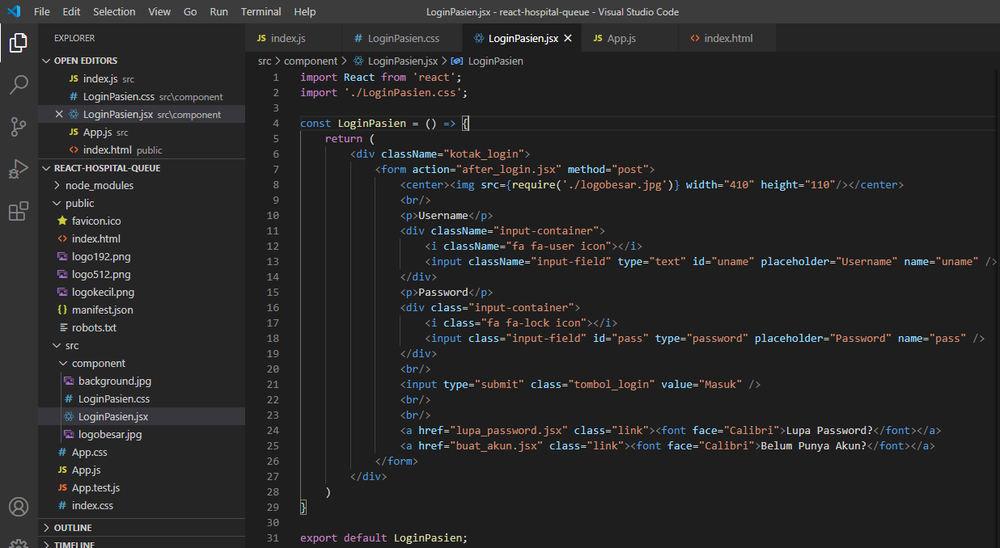 File Edit Selection View Go Run Terminal Help LoginPasien.jsx - react-hospital-queue - Visual Studio Code
EXPLORER
OPEN EDITORS
JS index.js src
# LoginPasien.css src\component
LoginPasien.jsx src\component
JS App.js src
<> index.html public
REACT-HOSPITAL-QUEUE
node_modules
public
favicon.ico
<> index.html
logo192.png
logo512.png
logokecil.png
{} manifest.json
robots.txt
src
component
background.jpg
# LoginPasien.css
LoginPasien.jsx
logobesar.jpg
# App.css
JS App.js
JS App.test.js
# index.css
OUTLINE
TIMELINE
JS index.js # LoginPasien.css LoginPasien.jsx JS App.js <> index.html
src > component > LoginPasien.jsx > LoginPasien
1 import React from 'react';
2 import './LoginPasien.css';
3
4 const LoginPasien = () => {
5 return (
6 <div className="kotak_login">
7 <form action="after_login.jsx" method="post">
8 <center><img src={require('./logobesar.jpg')} width="410" height="110"/></center>
9 <br/>
10 <p>Username</p>
11 <div className="input-container">
12 <i className="fa fa-user icon"></i>
13 <input className="input-field" type="text" id="uname" placeholder="Username" name="uname" />
14 </div>
15 <p>Password</p>
16 <div class="input-container">
17 <i class="fa fa-lock icon"></i>
18 <input class="input-field" id="pass" type="password" placeholder="Password" name="pass" />
19 </div>
20 <br/>
21 <input type="submit" class="tombol_login" value="Masuk" />
22 <br/>
23 <br/>
24 <a href="lupa_password.jsx" class="link"><font face="Calibri">Lupa Password?</font></a>
25 <a href="buat_akun.jsx" class="link"><font face="Calibri">Belum Punya Akun?</font></a>
26 </form>
27 </div>
28 )
29 }
30
31 export default LoginPasien;